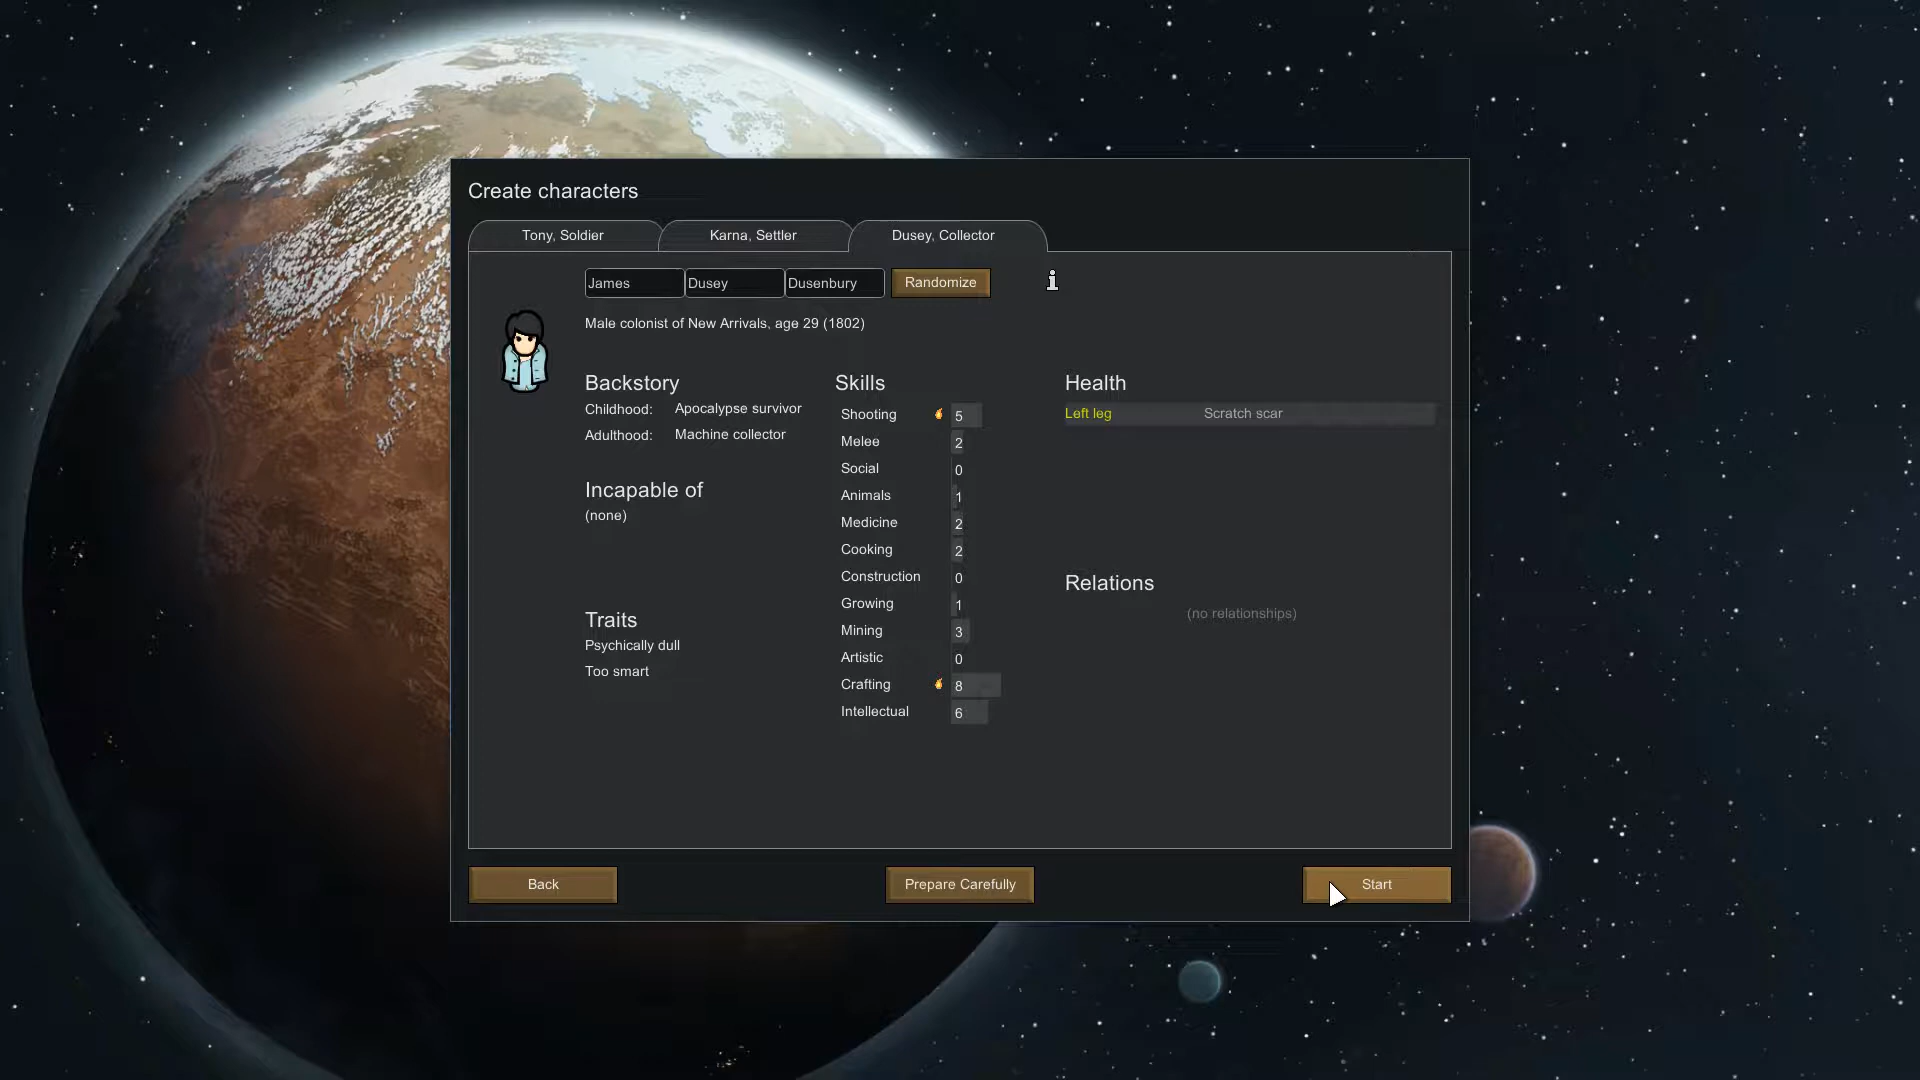 Create characters
Tony, Soldier
Karna, Settler
Dusey, Collector
James
Dusey
Dusenbury
Randomize
Male colonist of New Arrivals, age 29 (1802)
Backstory
Childhood: Apocalypse survivor
Adulthood: Machine collector
Incapable of
(none)
Traits
Psychically dull
Too smart
Skills
Shooting 5
Melee 2
Social 0
Animals 1
Medicine 2
Cooking 2
Construction 0
Growing 1
Mining 3
Artistic 0
Crafting 8
Intellectual 6
Health
Left leg Scratch scar
Relations
(no relationships)
Back
Prepare Carefully
Start